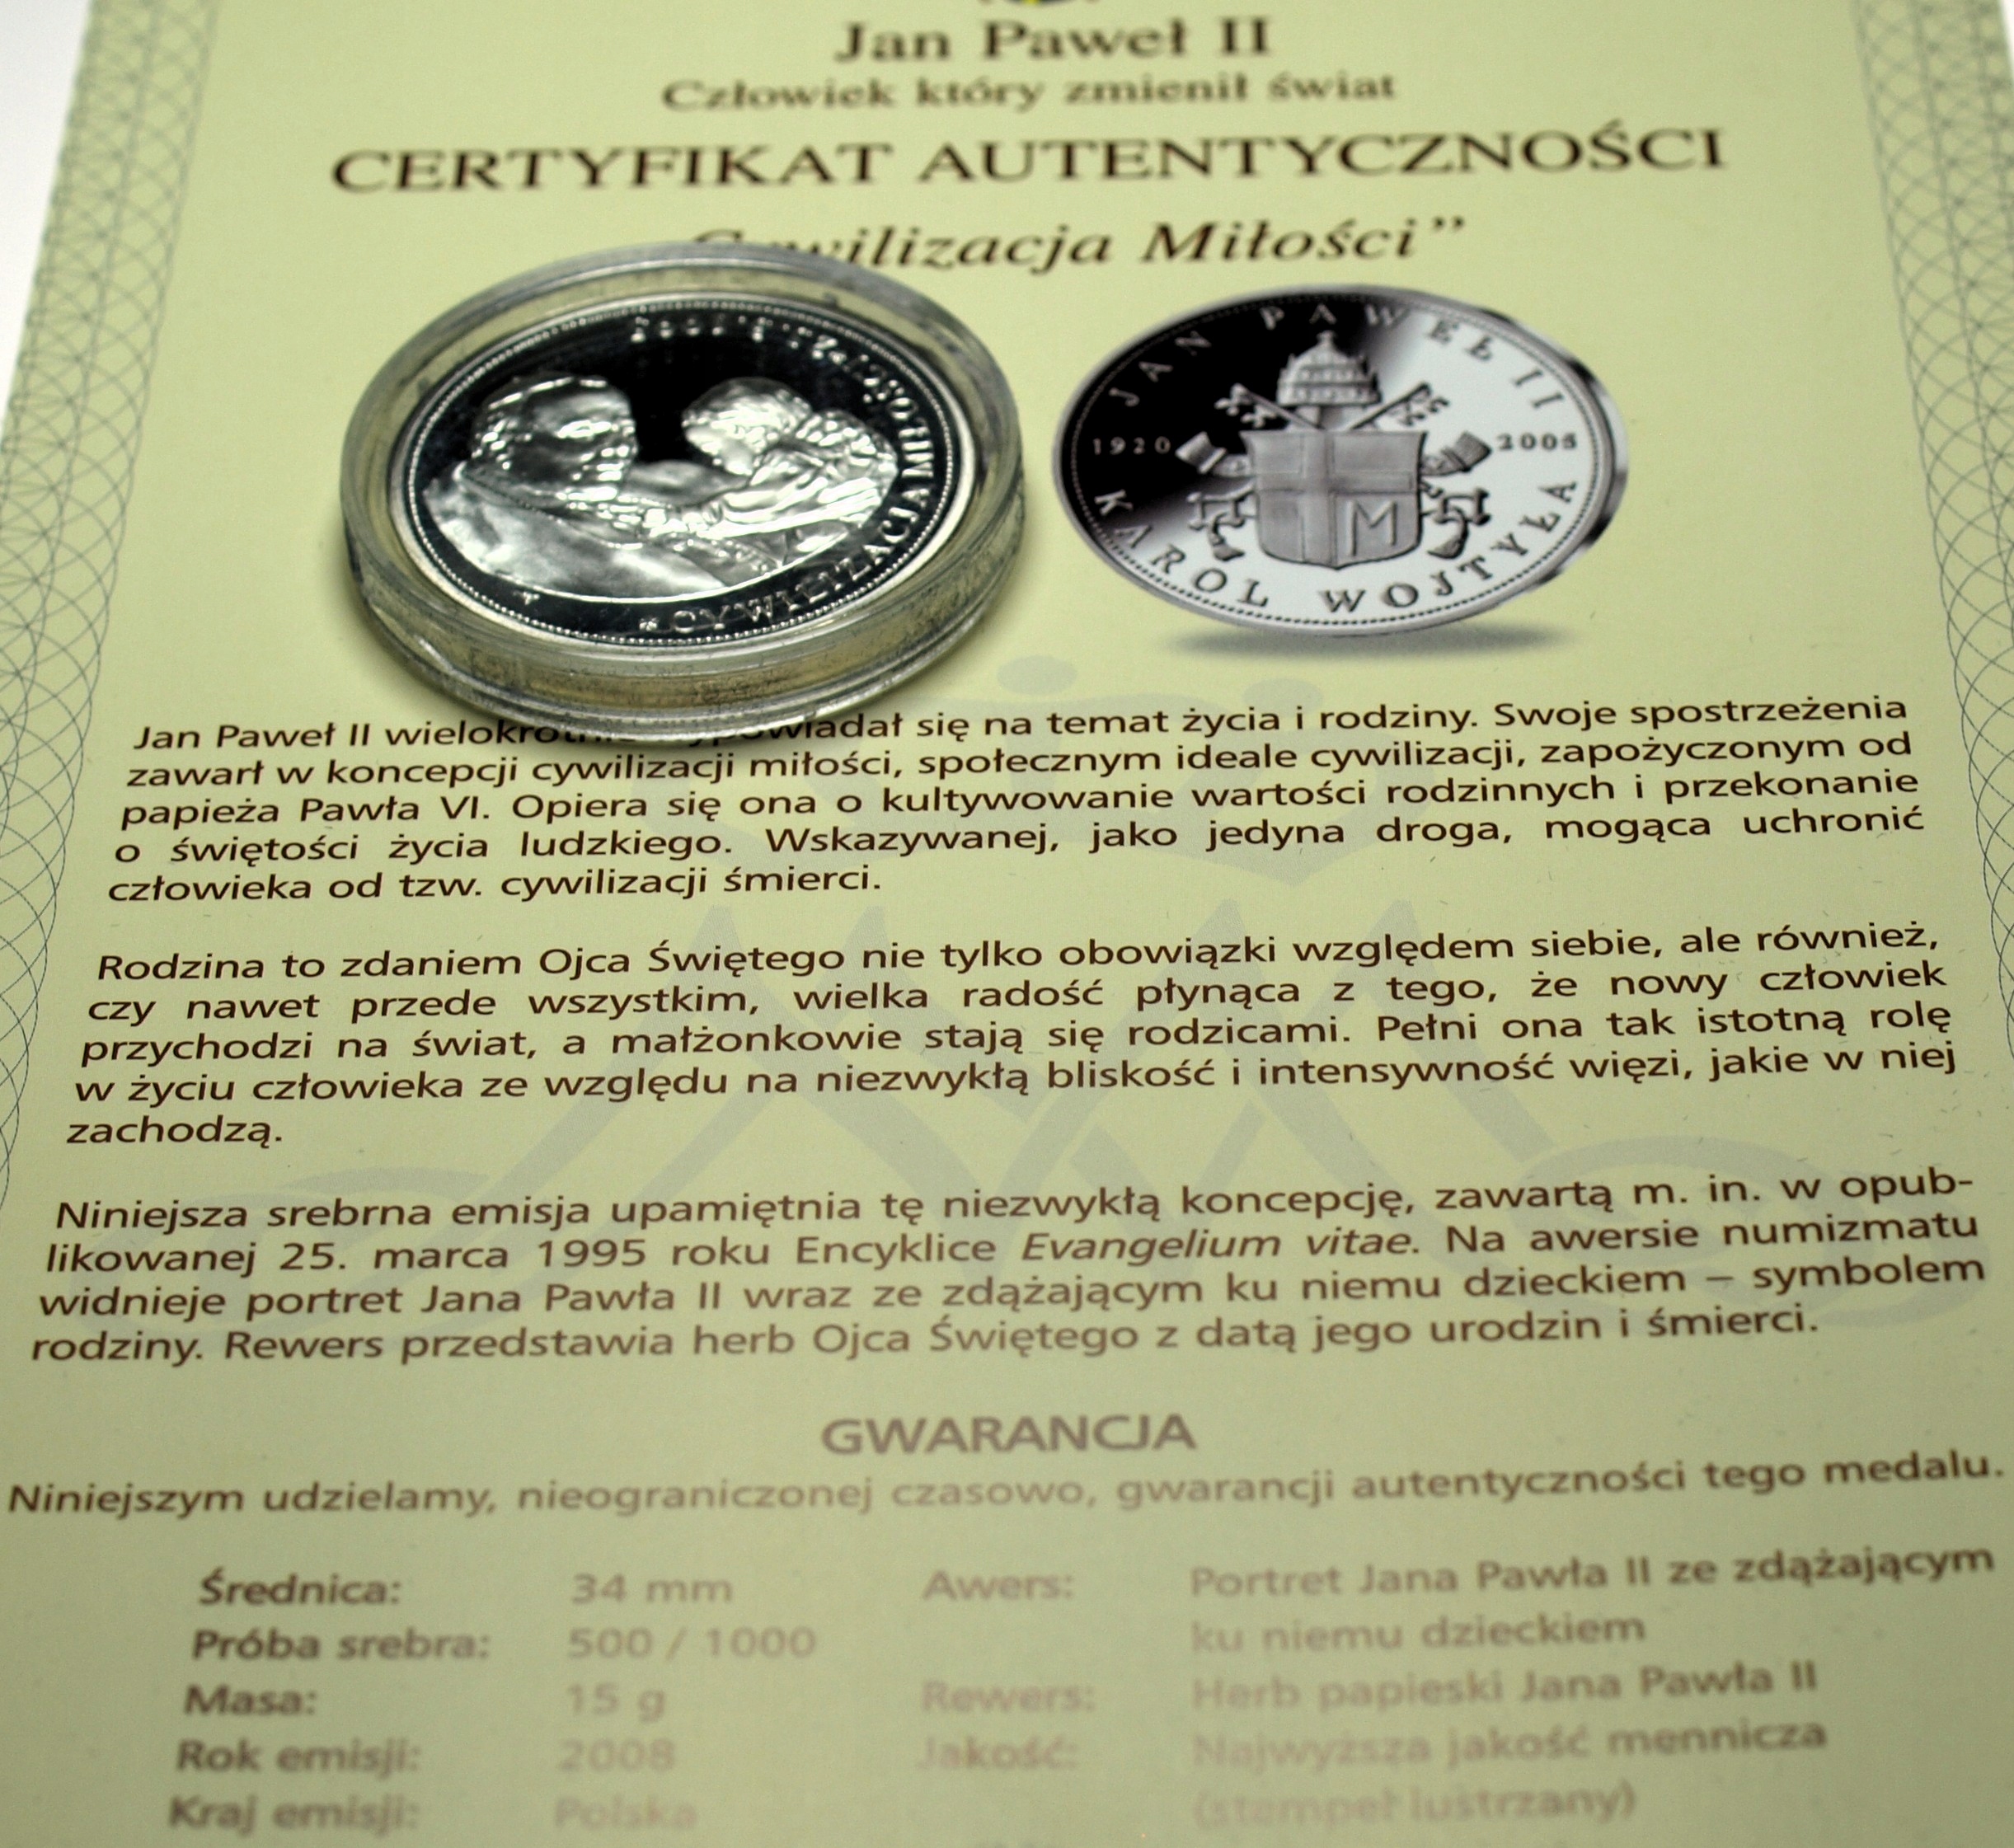 Jan Paweł II
Człowiek który zmienił świat
CERTYFIKAT AUTENTYCZNOŚCI
Miłości”
CYWILIZACJA MIŁOŚCI
JAN PAWEŁ II
1920 2005
KAROL WOJTYŁA
M
Jan Paweł II się na temat życia i rodziny. Swoje spostrzeżenia
zawarł w koncepcji cywilizacji miłości, społecznym ideale cywilizacji, zapożyczonym od
papieża Pawła VI. Opiera się ona o kultywowanie wartości rodzinnych i przekonanie
o świętości życia ludzkiego. Wskazywanej, jako jedyna droga, mogąca uchronić
człowieka od tzw. cywilizacji śmierci.
Rodzina to zdaniem Ojca Świętego nie tylko obowiązki względem siebie, ale również,
czy nawet przede wszystkim, wielka radość płynąca z tego, że nowy człowiek
przychodzi na świat, a małżonkowie stają się rodzicami. Pełni ona tak istotną rolę
w życiu człowieka ze względu na niezwykłą bliskość i intensywność więzi, jakie w niej
zachodzą.
Niniejsza srebrna emisja upamiętnia tę niezwykłą koncepcję, zawartą m. in. w opub-
likowanej 25. marca 1995 roku Encyklice Evangelium vitae. Na awersie numizmatu
widnieje portret Jana Pawła II wraz ze zdążającym ku niemu dzieckiem – symbolem
rodziny. Rewers przedstawia herb Ojca Świętego z datą jego urodzin i śmierci.
GWARANCJA
Niniejszym udzielamy, nieograniczonej czasowo, gwarancji autentyczności tego medalu.
Średnica: 34 mm Awers: Portret Jana Pawła II ze zdążającym
ku niemu dzieckiem
Próba srebra: 500 / 1000
Masa: 15 g Rewers: Herb papieski Jana Pawła II
Rok emisji: 2008 Jakość: Najwyższa jakość mennicza
Kraj emisji: Polska (stempel lustrzany)